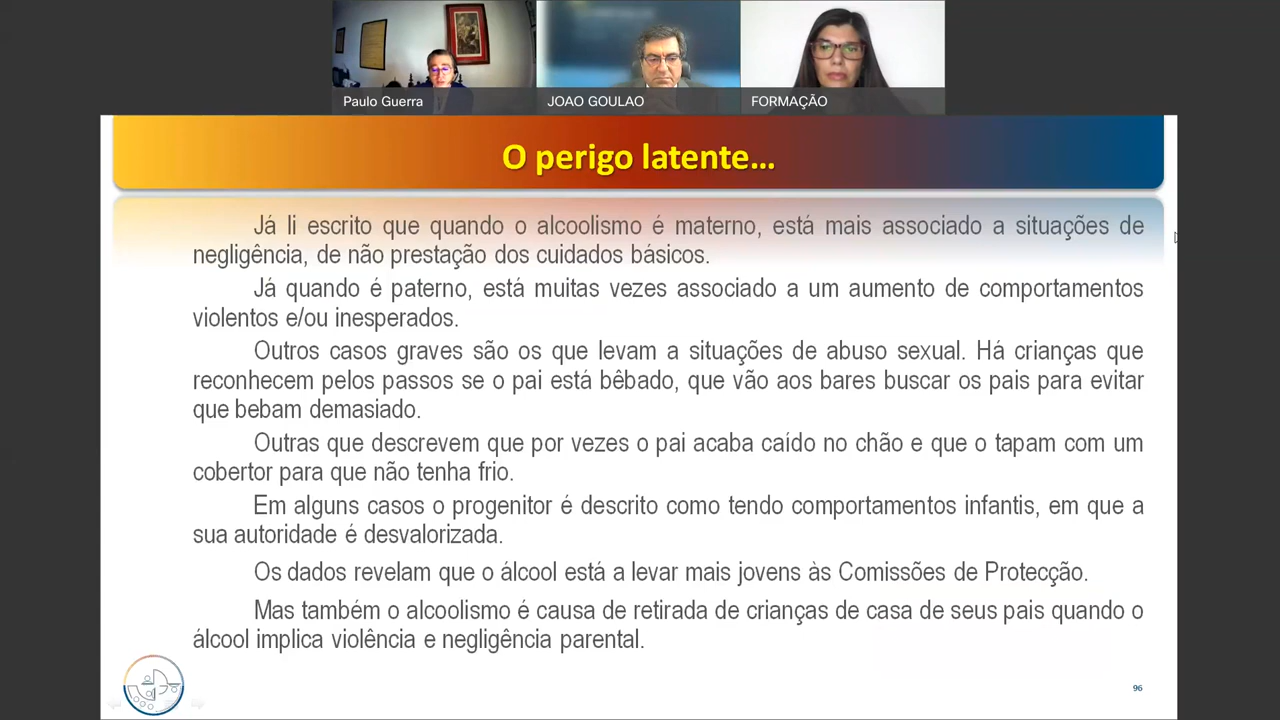 Paulo Guerra
JOAO GOULAO
FORMAÇÃO
O perigo latente...
Já li escrito que quando o alcoolismo é materno, está mais associado a situações de
negligência, de não prestação dos cuidados básicos.
Já quando é paterno, está muitas vezes associado a um aumento de comportamentos
violentos e/ou inesperados.
Outros casos graves são os que levam a situações de abuso sexual. Há crianças que
reconhecem pelos passos se o pai está bêbado, que vão aos bares buscar os pais para evitar
que bebam demasiado.
Outras que descrevem que por vezes o pai acaba caído no chão e que o tapam com um
cobertor para que não tenha frio.
Em alguns casos o progenitor é descrito como tendo comportamentos infantis, em que a
sua autoridade é desvalorizada.
Os dados revelam que o álcool está a levar mais jovens às Comissões de Protecção.
Mas também o alcoolismo é causa de retirada de crianças de casa de seus pais quando o
álcool implica violência e negligência parental.
96